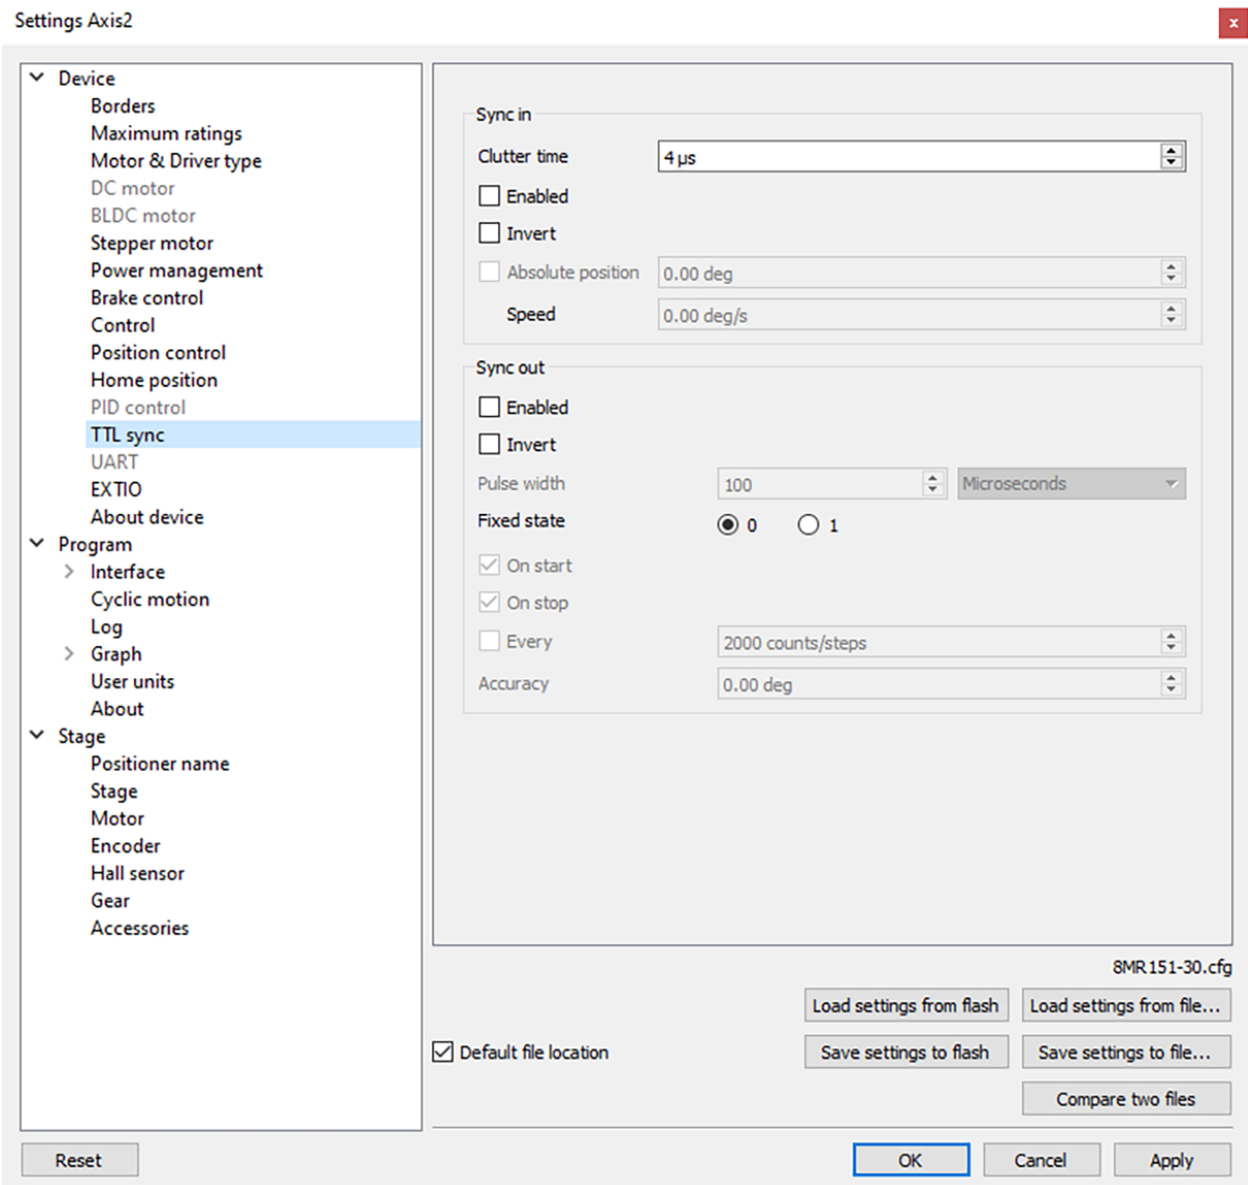 Settings Axis2
x
Device
Borders
Maximum ratings
Motor & Driver type
DC motor
BLDC motor
Stepper motor
Power management
Brake control
Control
Position control
Home position
PID control
TTL sync
UART
EXTIO
About device
Program
Interface
Cyclic motion
Log
Graph
User units
About
Stage
Positioner name
Stage
Motor
Encoder
Hall sensor
Gear
Accessories
Sync in
Clutter time 4 µs
Enabled
Invert
Absolute position 0.00 deg
Speed 0.00 deg/s
Sync out
Enabled
Invert
Pulse width 100 Microseconds
Fixed state 0 1
On start
On stop
Every 2000 counts/steps
Accuracy 0.00 deg
8MR151-30.cfg
Load settings from flash Load settings from file...
Default file location Save settings to flash Save settings to file...
Compare two files
Reset OK Cancel Apply